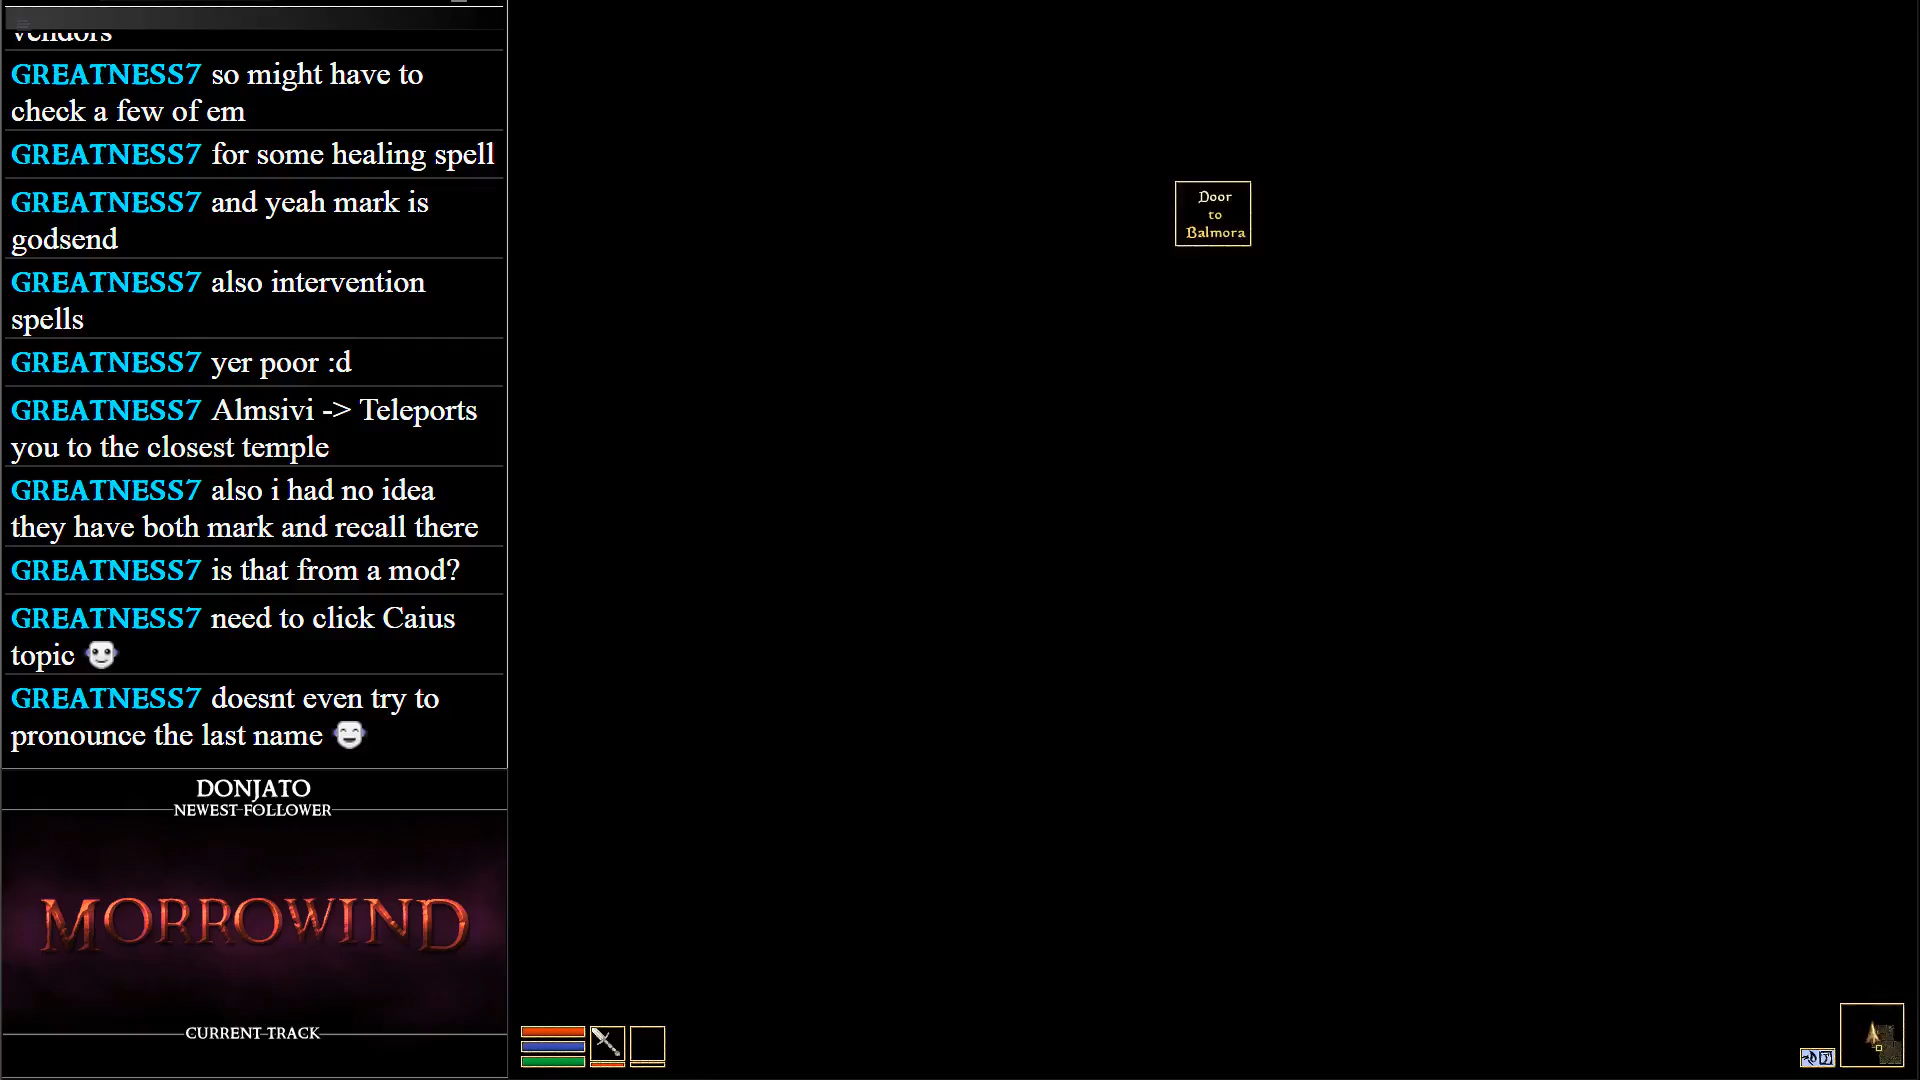 vendors
GREATNESS7 so might have to
check a few of em
GREATNESS7 for some healing spell
GREATNESS7 and yeah mark is
godsend
GREATNESS7 also intervention
spells
GREATNESS7 yer poor :d
GREATNESS7 Almsivi -> Teleports
you to the closest temple
GREATNESS7 also i had no idea
they have both mark and recall there
GREATNESS7 is that from a mod?
GREATNESS7 need to click Caius
topic
GREATNESS7 doesnt even try to
pronounce the last name
DONJATO
NEWEST FOLLOWER
MORROWIND
CURRENT TRACK
Door
to
Balmora